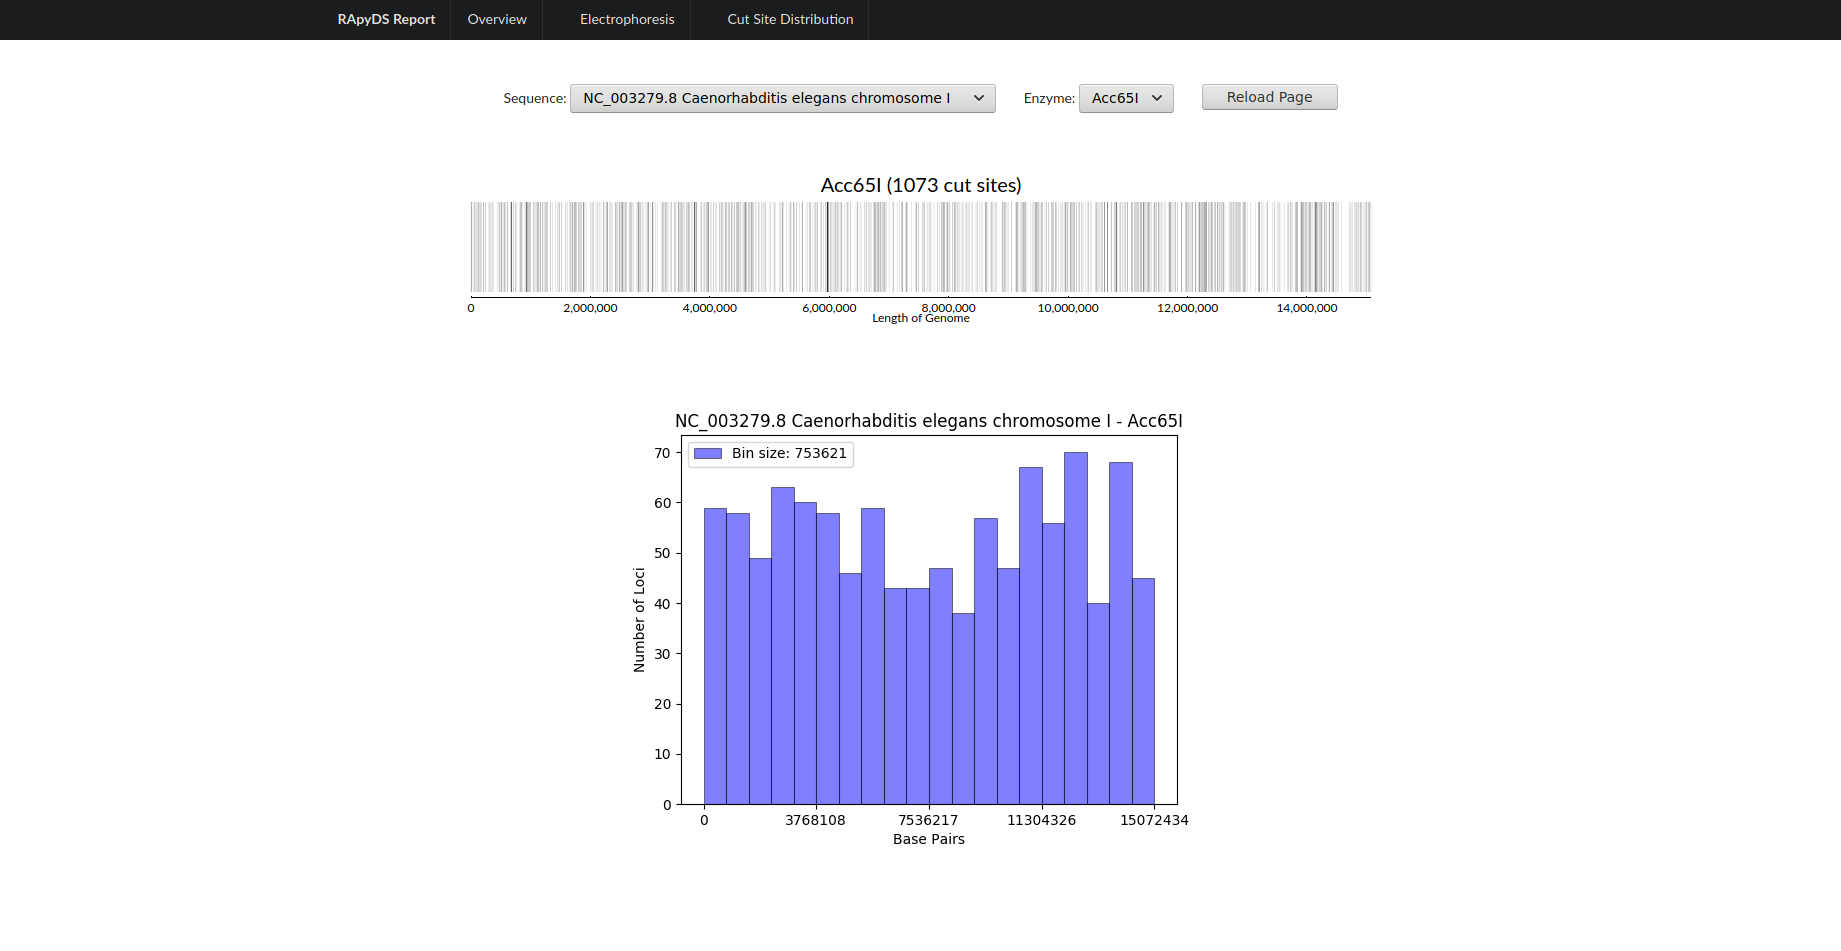 RApyDS Report Overview Electrophoresis Cut Site Distribution
Sequence: NC_003279.8 Caenorhabditis elegans chromosome I Enzyme: Acc65I Reload Page
Acc65I (1073 cut sites)
0 2,000,000 4,000,000 6,000,000 8,000,000 10,000,000 12,000,000 14,000,000
Length of Genome
NC_003279.8 Caenorhabditis elegans chromosome I - Acc65I
Bin size: 753621
70
60
50
40
30
20
10
0
Number of Loci
0 3768108 7536217 11304326 15072434
Base Pairs